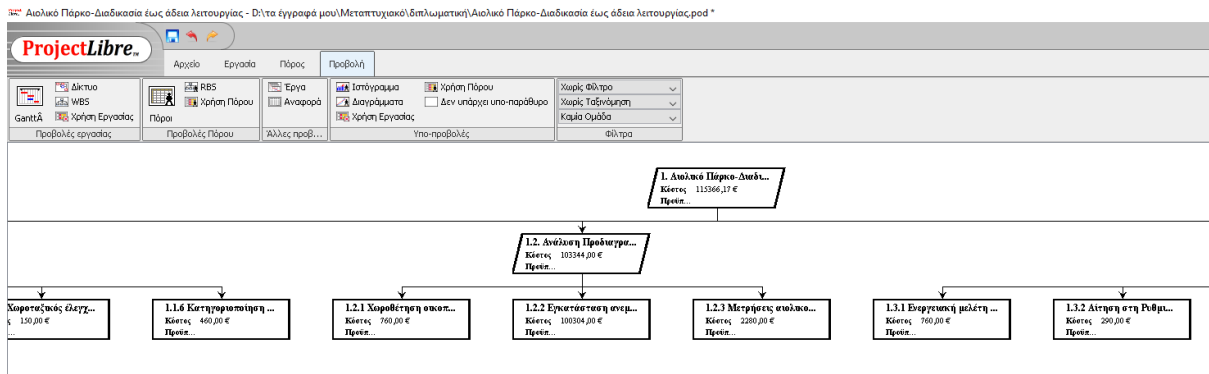 Αιολικό Πάρκο-Διαδικασία έως άδεια λειτουργίας - D:\τα έγγραφά μου\Μεταπτυχιακό\διπλωματική\Αιολικό Πάρκο-Διαδικασία έως άδεια λειτουργίας.pod *
ProjectLibre™
Αρχείο Εργασία Πόρος Προβολή
GanttÂ
Δίκτυο
WBS
Χρήση Εργασίας
Προβολές εργασίας
Πόροι
RBS
Χρήση Πόρου
Προβολές Πόρου
Έργα
Αναφορά
Άλλες προβ...
Ιστόγραμμα
Διαγράμματα
Χρήση Εργασίας
Χρήση Πόρου
Δεν υπάρχει υπο-παράθυρο
Υπο-προβολές
Χωρίς Φίλτρο
Χωρίς Ταξινόμηση
Καμία Ομάδα
Φίλτρα
1. Αιολικό Πάρκο-Διαδι...
Κόστος 115366,17 €
Προϋπ...
1.2. Ανάλυση Προδιαγρα...
Κόστος 103344,00 €
Προϋπ...
Χωροταξικός έλεγχ...
ς 150,00 €
Προϋπ...
1.1.6 Κατηγοριοποίηση ...
Κόστος 460,00 €
Προϋπ...
1.2.1 Χωροθέτηση οικοπ...
Κόστος 760,00 €
Προϋπ...
1.2.2 Εγκατάσταση ανεμ...
Κόστος 100304,00 €
Προϋπ...
1.2.3 Μετρήσεις αιολικο...
Κόστος 2280,00 €
Προϋπ...
1.3.1 Ενεργειακή μελέτη ...
Κόστος 760,00 €
Προϋπ...
1.3.2 Αίτηση στη Ρυθμι...
Κόστος 290,00 €
Προϋπ...